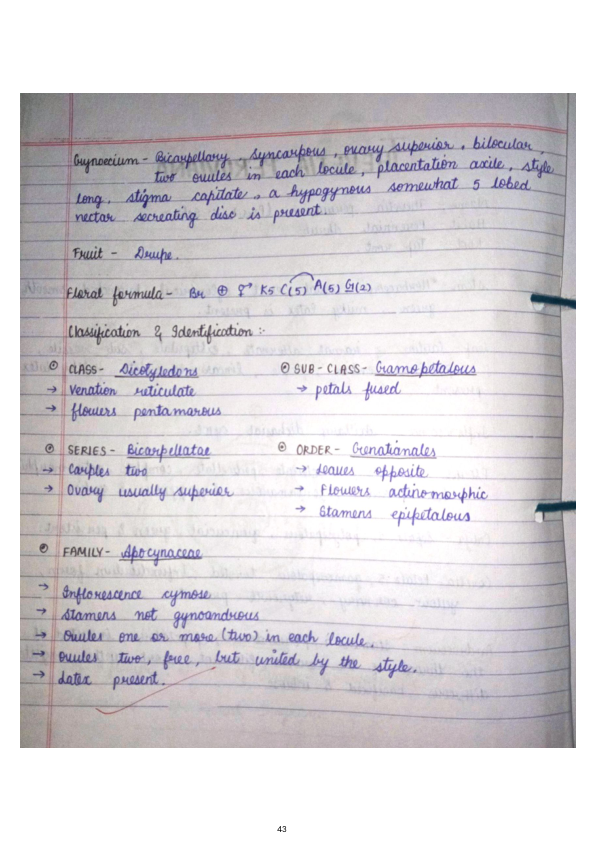 Gynoecium - Bicarpellary, syncarpous, ovary superior, bilocular,
two ovules in each locule, placentation axile, style
long, stigma capitate, a hypogynous somewhat 5 lobed
nectar secreating disc is present.
Fruit - Drupe.
Floral formula - Br ⊕ ⚥ K5 C(5) A(5) G(2)
Classification & Identification :-
⊙ CLASS - Dicotyledons
→ Venation reticulate
→ flowers pentamarous
⊙ SUB-CLASS - Gamopetalous
→ petals fused
⊙ SERIES - Bicarpellatae
→ Carples two
→ Ovary usually superior
⊙ ORDER - Genatianales
→ Leaves opposite
→ Flowers actinomorphic
→ Stamens epipetalous
⊙ FAMILY - Apocynaceae
→ Inflorescence cymose
→ Stamens not gynoandrous
→ Ovules one or more (two) in each locule.
→ ovules two, free, but united by the style.
→ Latex present.
43